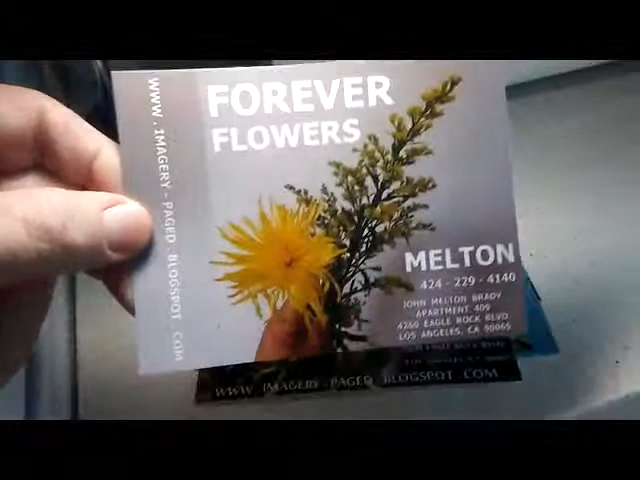 FOREVER
FLOWERS
WWW.IMAGERY-PAGED.BLOGSPOT.COM
MELTON
424-229-4140
JOHN MELTON BRADY
APARTMENT 409
4260 EAGLE ROCK BLVD
LOS ANGELES, CA 90065
WWW.IMAGERY-PAGED.BLOGSPOT.COM